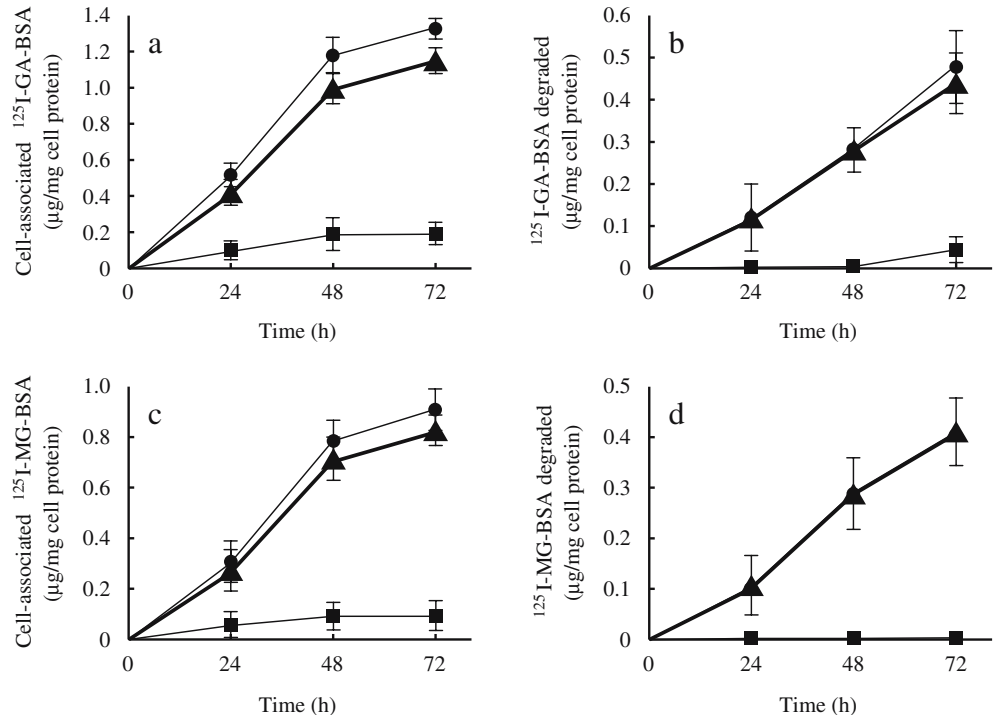 a
Cell-associated ¹²⁵I-GA-BSA
(μg/mg cell protein)
1.4
1.2
1.0
0.8
0.6
0.4
0.2
0
0 24 48 72
Time (h)
b
¹²⁵I-GA-BSA degraded
(μg/mg cell protein)
0.6
0.5
0.4
0.3
0.2
0.1
0
0 24 48 72
Time (h)
c
Cell-associated ¹²⁵I-MG-BSA
(μg/mg cell protein)
1.0
0.8
0.6
0.4
0.2
0
0 24 48 72
Time (h)
d
¹²⁵I-MG-BSA degraded
(μg/mg cell protein)
0.5
0.4
0.3
0.2
0.1
0
0 24 48 72
Time (h)